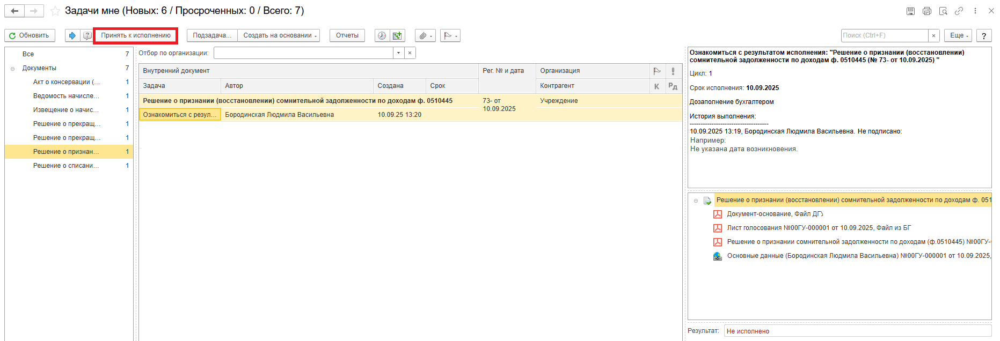 Задачи мне (Новых: 6 / Просроченных: 0 / Всего: 7)
Обновить
Принять к исполнению
Подзадача...
Создать на основании
Отчеты
Поиск (Ctrl+F)
×
Еще
?
Все 7
Документы 7
Акт о консервации (... 1
Ведомость начисле... 1
Извещение о начис... 1
Решение о прекращ... 1
Решение о прекращ... 1
Решение о признан... 1
Решение о списани... 1
Отбор по организации:
×
Внутренний документ Рег. № и дата Организация
Задача Автор Создана Срок Контрагент К Рд
Решение о признании (восстановлении) сомнительной задолженности по доходам ф. 0510445 73- от Учреждение
10.09.2025
Ознакомиться с резул... Бородинская Людмила Васильевна 10.09.25 13:20
Ознакомиться с результатом исполнения: "Решение о признании (восстановлении)
сомнительной задолженности по доходам ф. 0510445 (№ 73- от 10.09.2025) "
Цикл: 1
Срок исполнения: 10.09.2025
Дозаполнение бухгалтером
История выполнения:
------------------------------------
10.09.2025 13:19, Бородинская Людмила Васильевна. Не подписано:
Например:
Не указана дата возникновения.
Решение о признании (восстановлении) сомнительной задолженности по доходам ф. 051
Документ-основание, Файл ДГУ
Лист голосования №00ГУ-000001 от 10.09.2025, Файл из БГ
Решение о признании сомнительной задолженности по доходам (ф.0510445) №00ГУ-
Основные данные (Бородинская Людмила Васильевна) №00ГУ-000001 от 10.09.2025,
Результат: Не исполнено